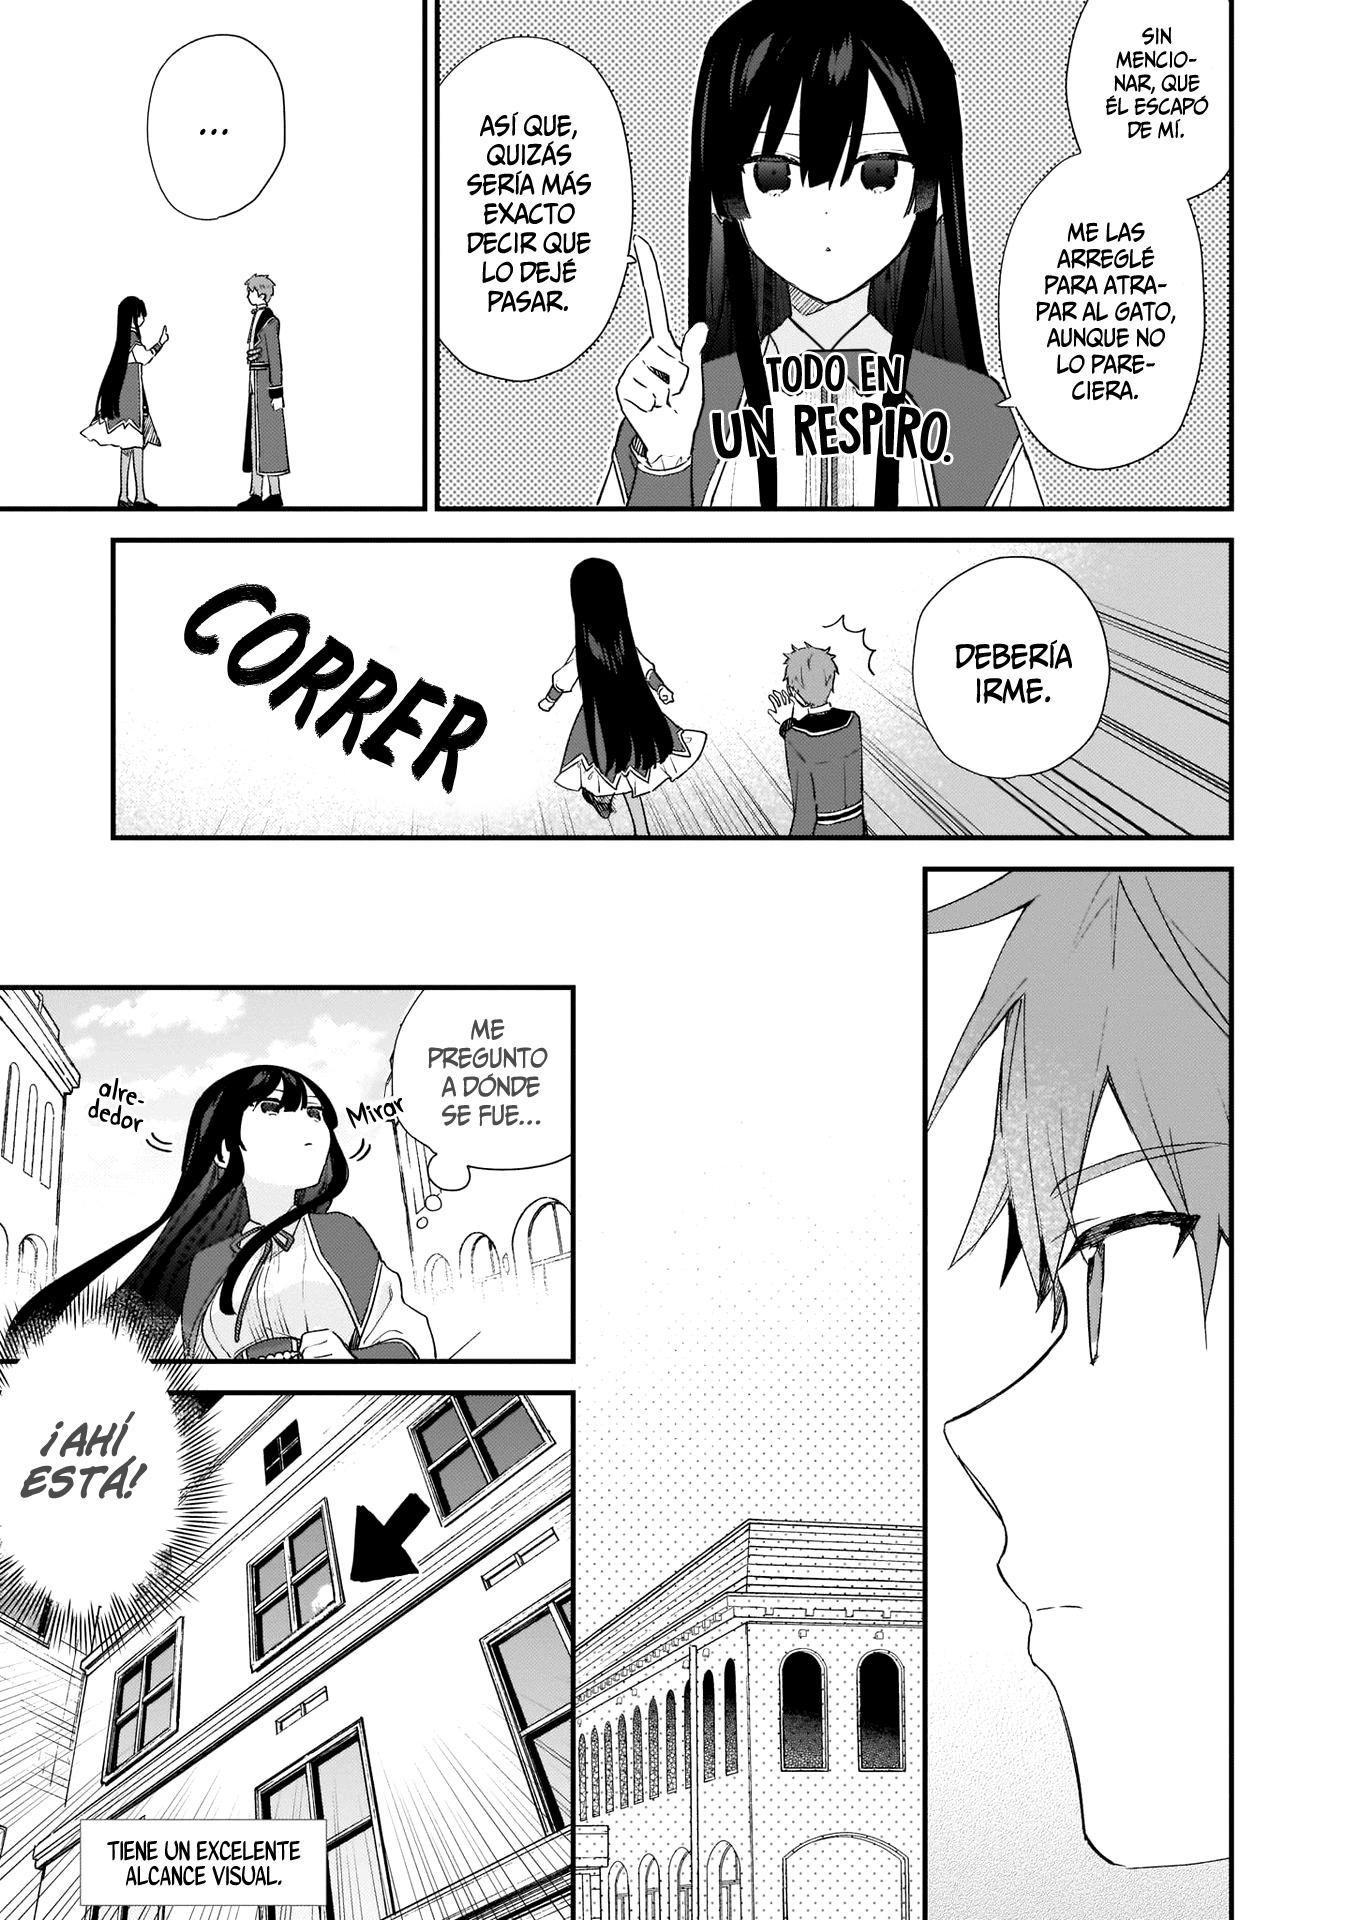 SIN
MENCIO-
NAR, QUE
ÉL ESCAPÓ
DE MÍ.
ME LAS
ARREGLÉ
PARA ATRA-
PAR AL GATO,
AUNQUE NO
LO PARE-
CIERA.
TODO EN
UN RESPIRO.
ASÍ QUE,
QUIZÁS
SERÍA MÁS
EXACTO
DECIR QUE
LO DEJÉ
PASAR.
...
DEBERÍA
IRME.
CORRER
ME
PREGUNTO
A DÓNDE
SE FUE...
Mirar
alre-
dedor
¡AHÍ
ESTÁ!
TIENE UN EXCELENTE
ALCANCE VISUAL.